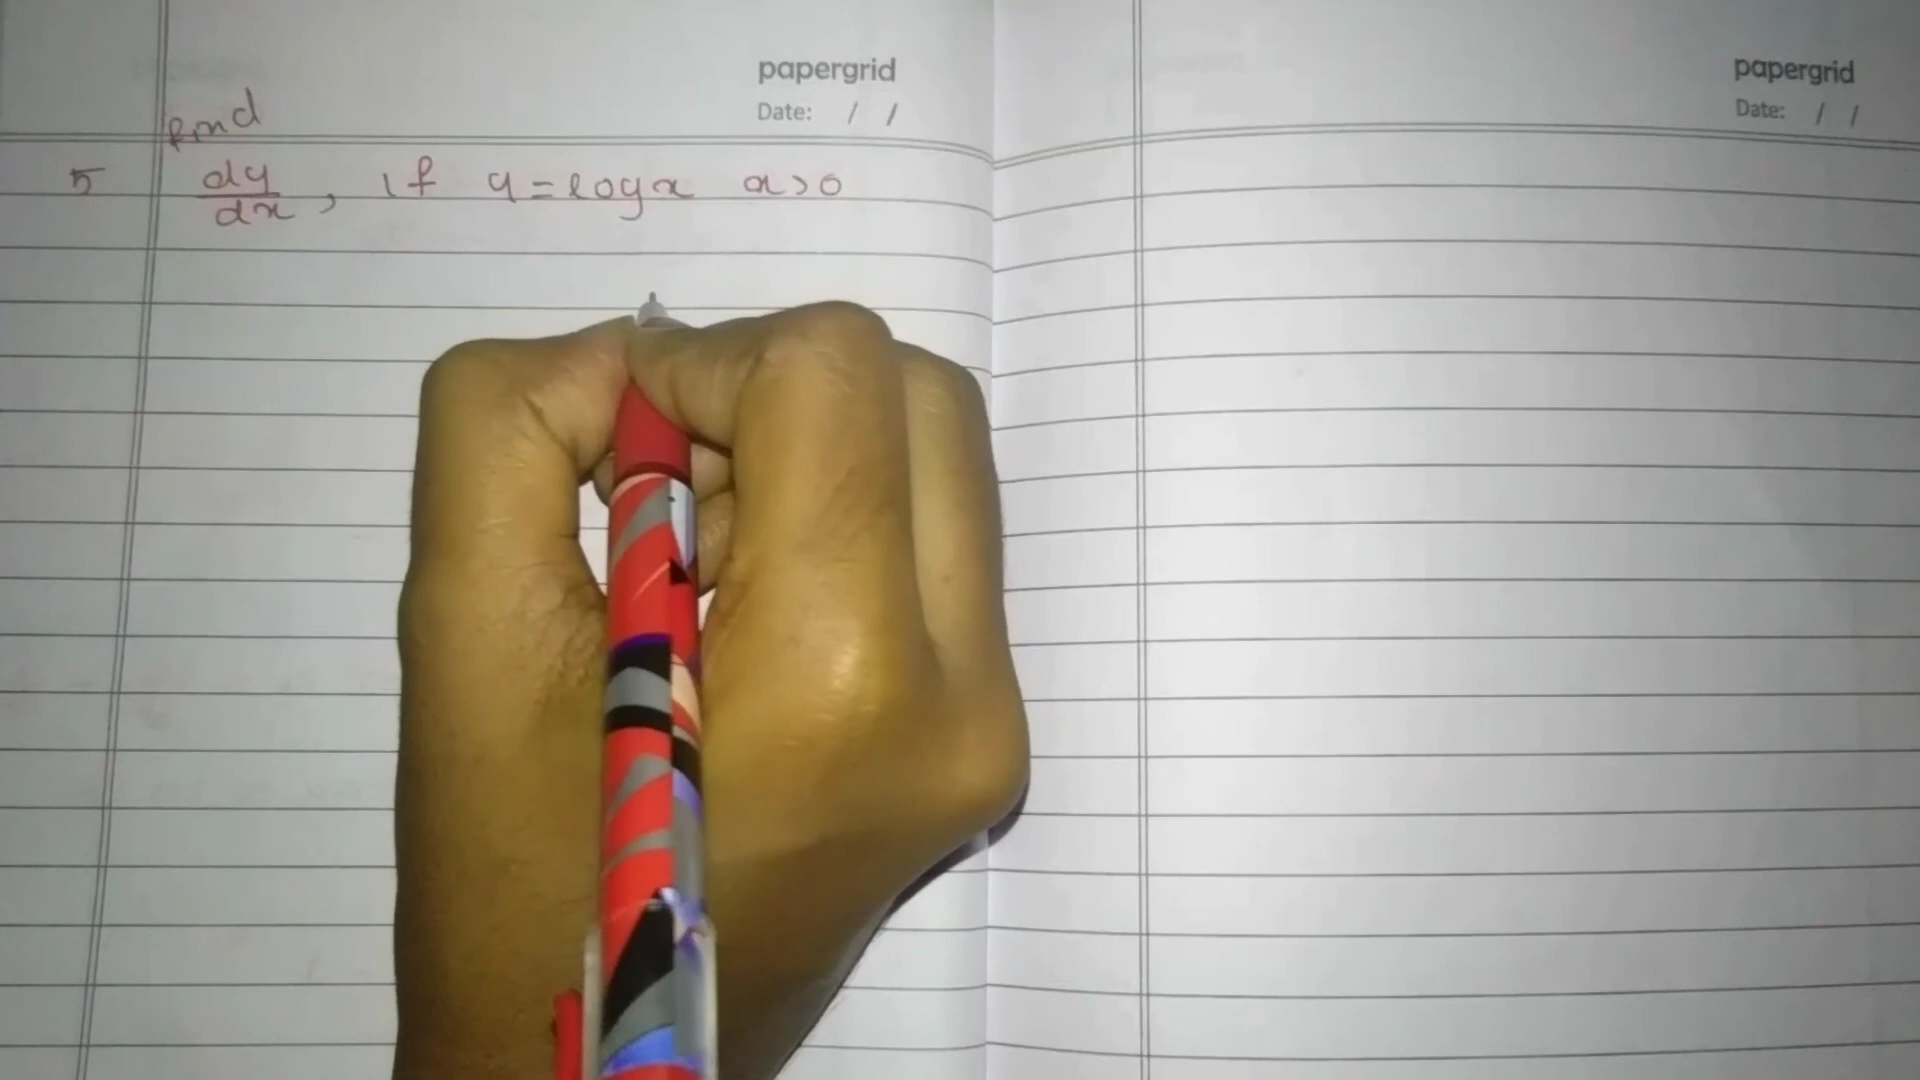 papergrid
Date: / /
papergrid
Date: / /
Find
5 dy/dx, if y = log x x>0